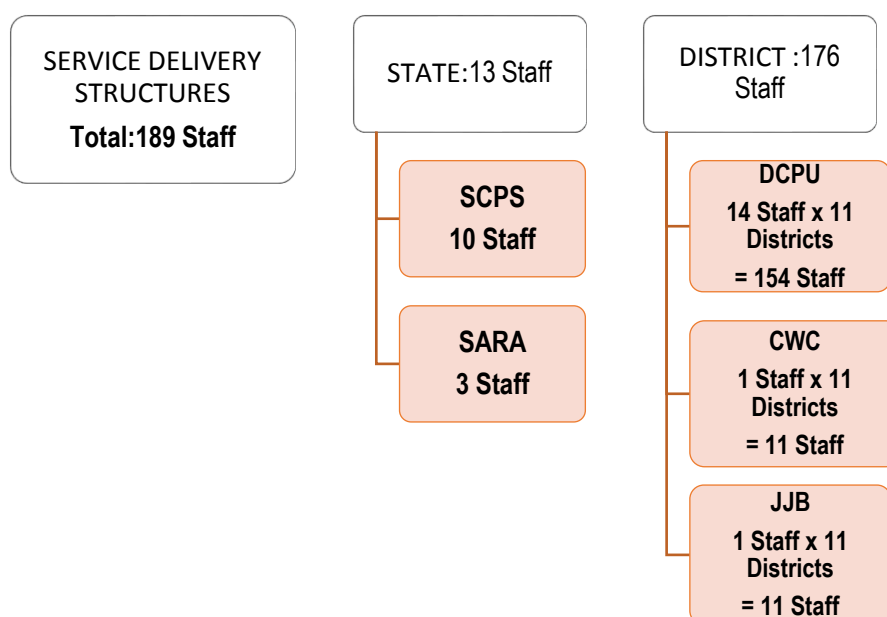 SERVICE DELIVERY
STRUCTURES
Total:189 Staff
STATE:13 Staff
SCPS
10 Staff
SARA
3 Staff
DISTRICT :176
Staff
DCPU
14 Staff x 11
Districts
= 154 Staff
CWC
1 Staff x 11
Districts
= 11 Staff
JJB
1 Staff x 11
Districts
= 11 Staff